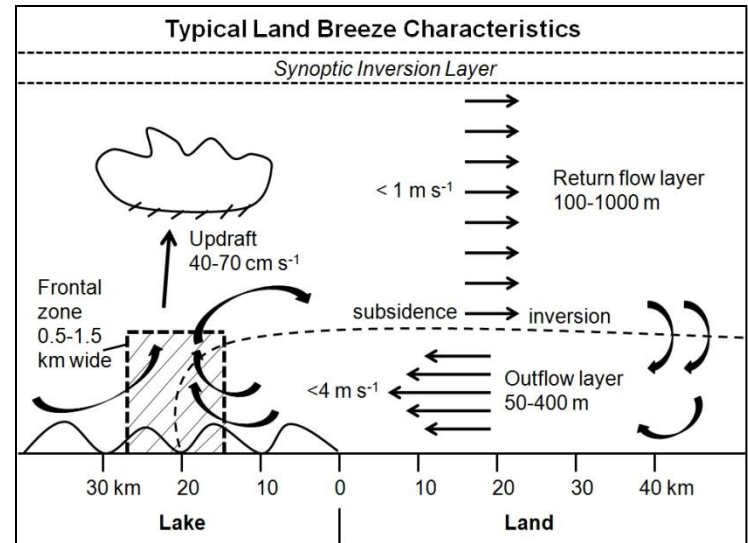 Typical Land Breeze Characteristics
Synoptic Inversion Layer
< 1 m s-1
Return flow layer
100-1000 m
Updraft
40-70 cm s-1
Frontal
zone
0.5-1.5
km wide
subsidence
inversion
<4 m s-1
Outflow layer
50-400 m
30 km 20 10 0 10 20 30 40 km
Lake Land